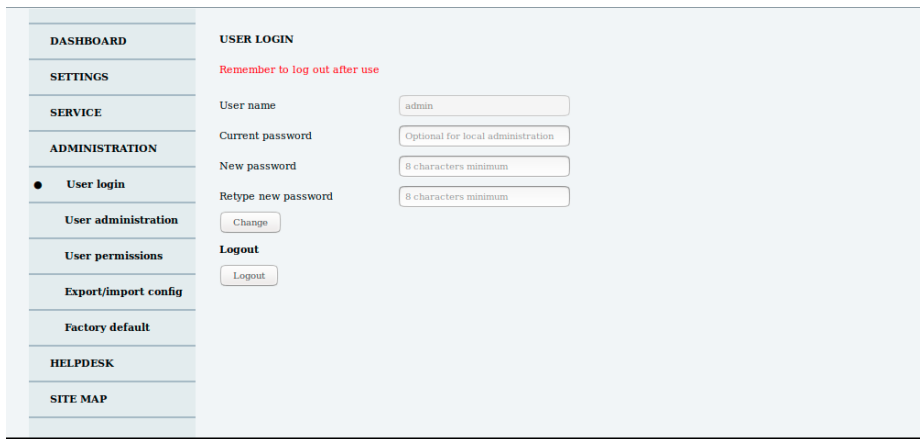 DASHBOARD
SETTINGS
SERVICE
ADMINISTRATION
User login
User administration
User permissions
Export/import config
Factory default
HELPDESK
SITE MAP
USER LOGIN
Remember to log out after use
User name admin
Current password Optional for local administration
New password 8 characters minimum
Retype new password 8 characters minimum
Change
Logout
Logout